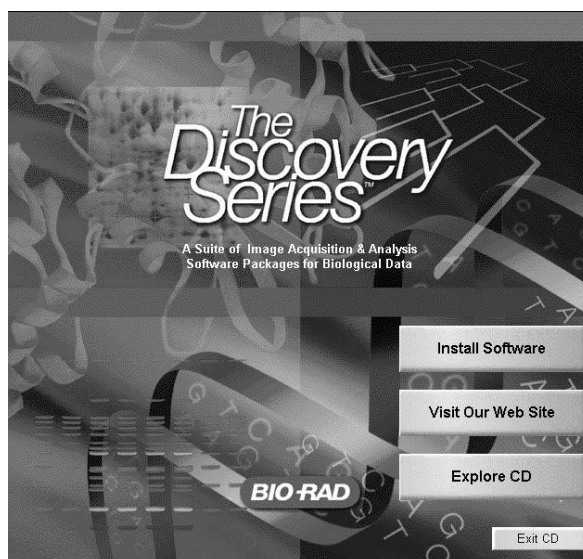 The
Discovery
Series™
A Suite of Image Acquisition & Analysis
Software Packages for Biological Data
Install Software
Visit Our Web Site
Explore CD
BIO-RAD
Exit CD